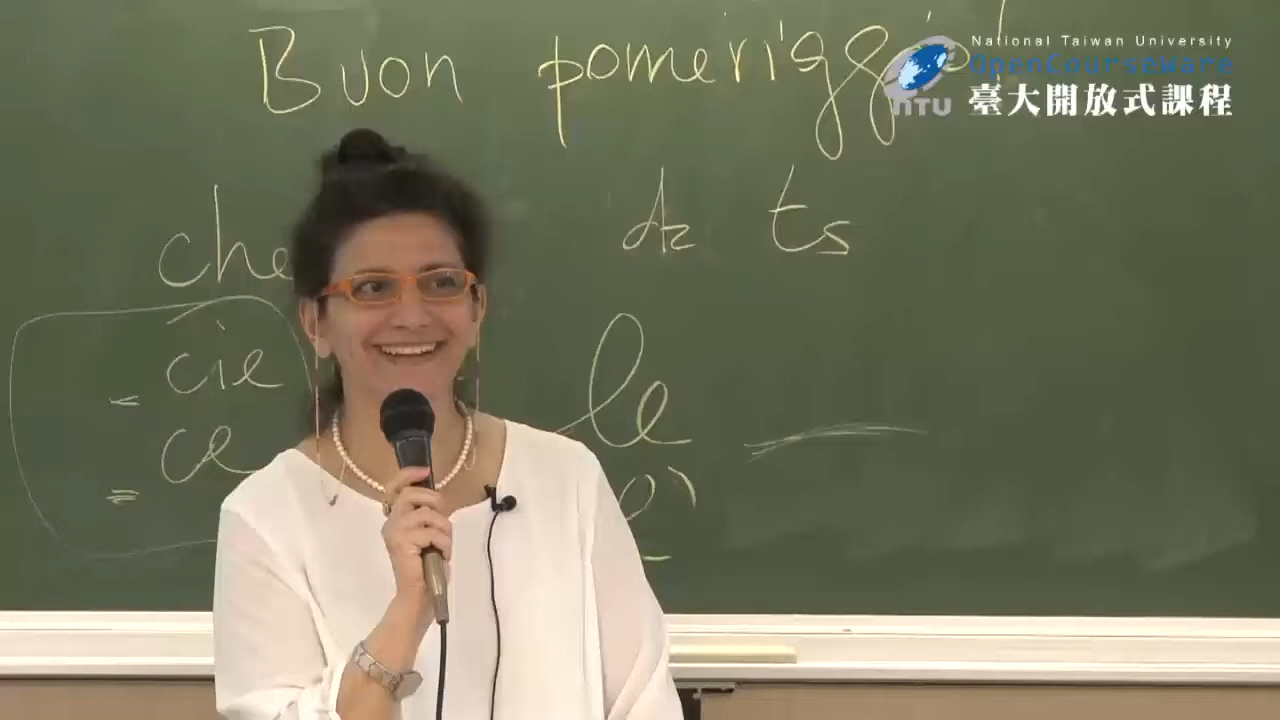 Buon pomeriggio!
National Taiwan University
OpenCourseWare
NTU 臺大開放式課程
che dz ts
cie le
ce